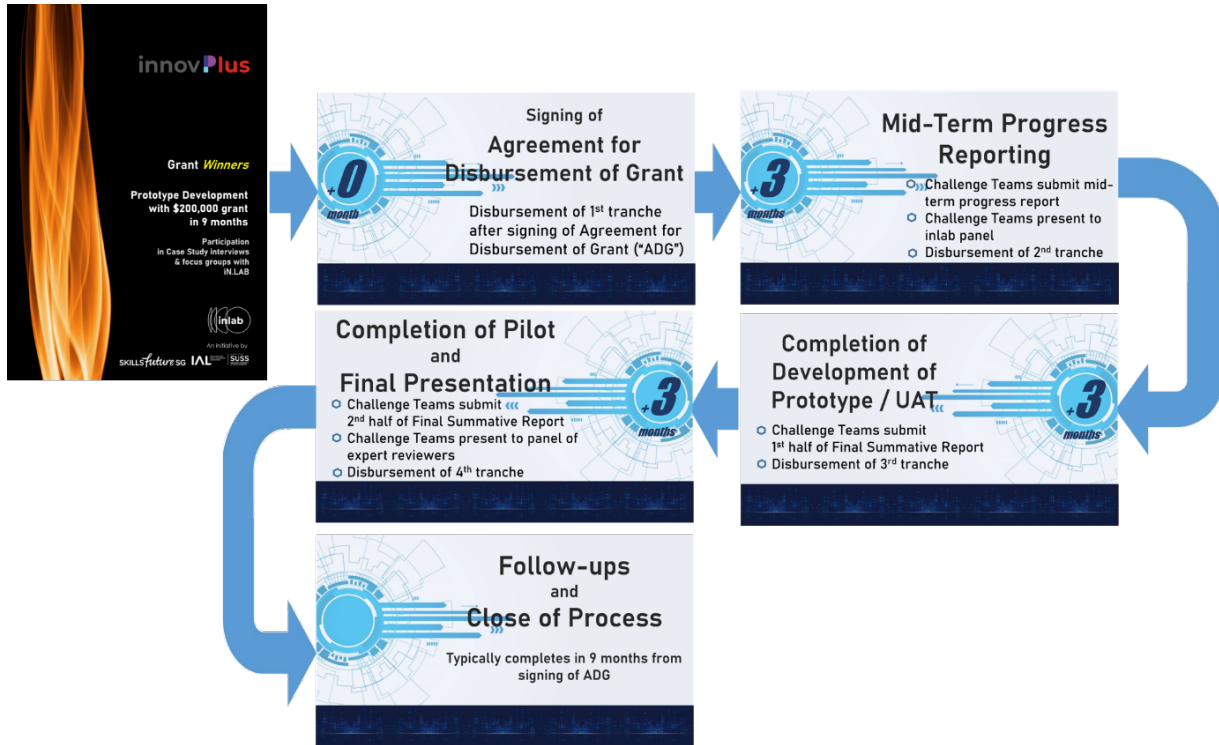 innovPlus
Grant Winners
Prototype Development
with $200,000 grant
in 9 months
Participation
in Case Study interviews
& focus groups with
iN.LAB
inlab
An initiative by
SKILLSfuture SG IAL SUSS
+0
month
Signing of
Agreement for
Disbursement of Grant
Disbursement of 1st tranche
after signing of Agreement for
Disbursement of Grant (“ADG”)
+3
months
Mid-Term Progress
Reporting
Challenge Teams submit mid-
term progress report
Challenge Teams present to
inlab panel
Disbursement of 2nd tranche
Completion of
Development of
Prototype / UAT
Challenge Teams submit
1st half of Final Summative Report
Disbursement of 3rd tranche
+3
months
Completion of Pilot
and
Final Presentation
Challenge Teams submit
2nd half of Final Summative Report
Challenge Teams present to panel of
expert reviewers
Disbursement of 4th tranche
+3
months
Follow-ups
and
Close of Process
Typically completes in 9 months from
signing of ADG